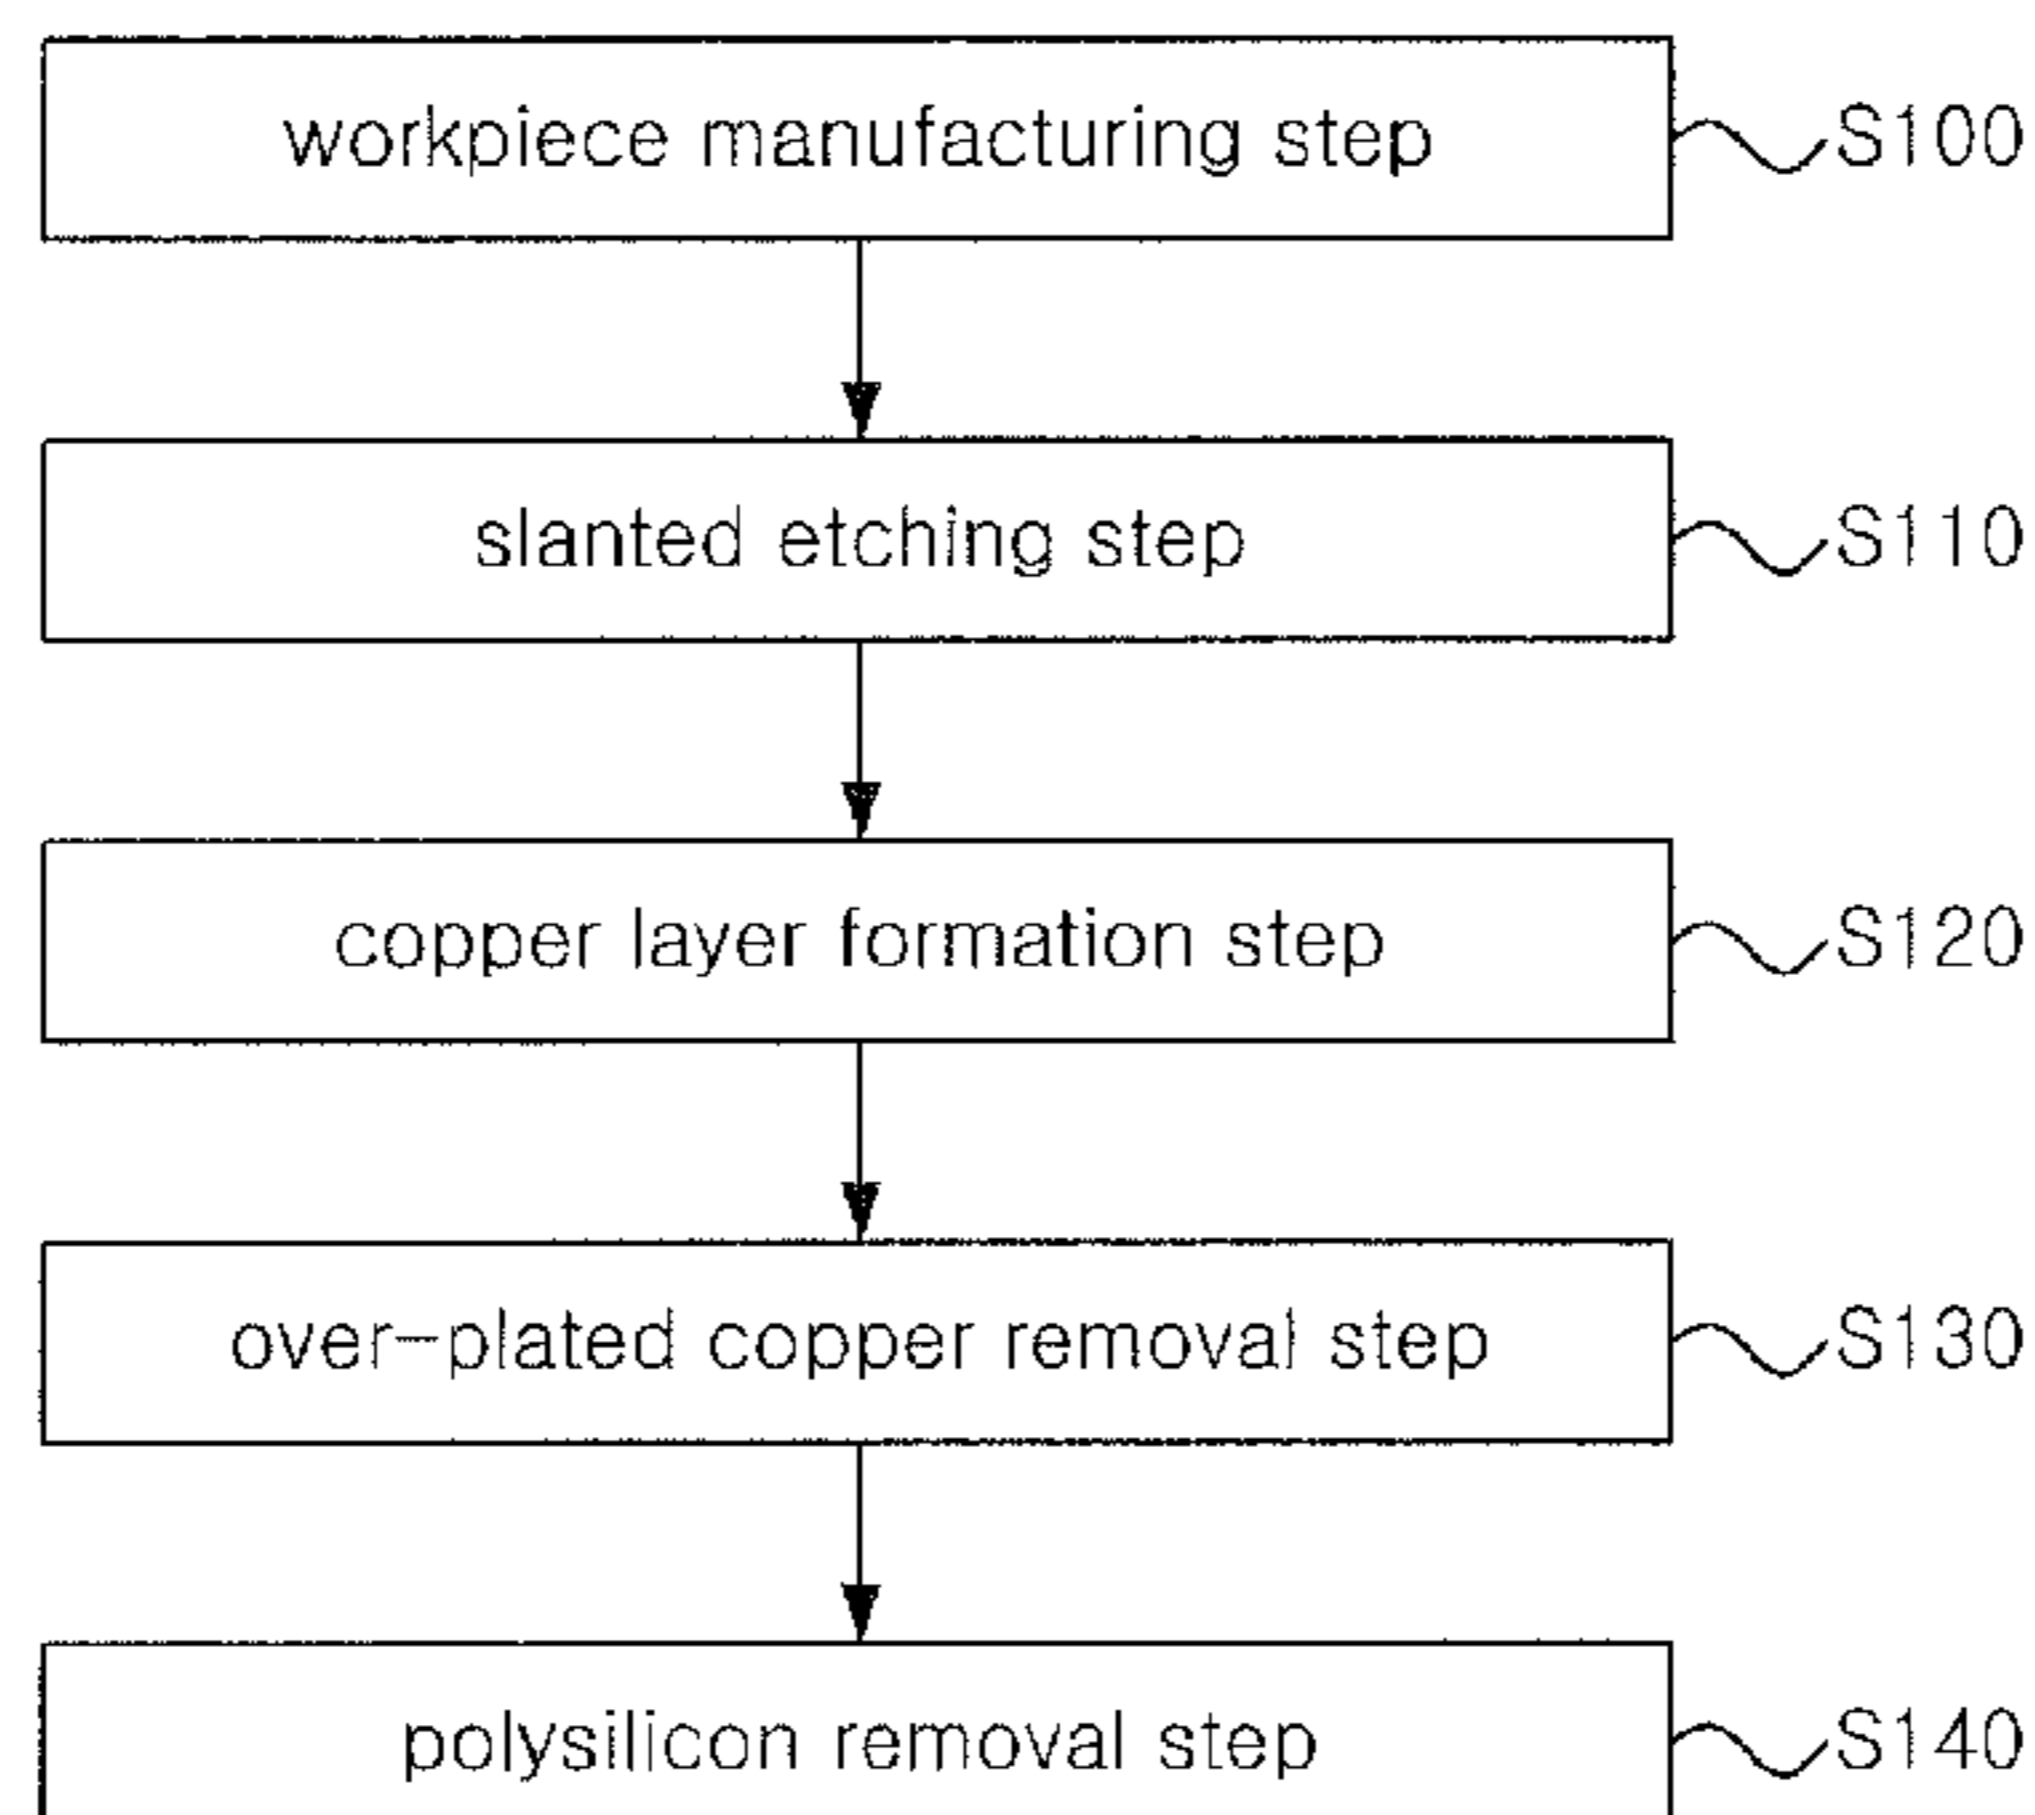 workpiece manufacturing step S100
slanted etching step S110
copper layer formation step S120
over-plated copper removal step S130
polysilicon removal step S140